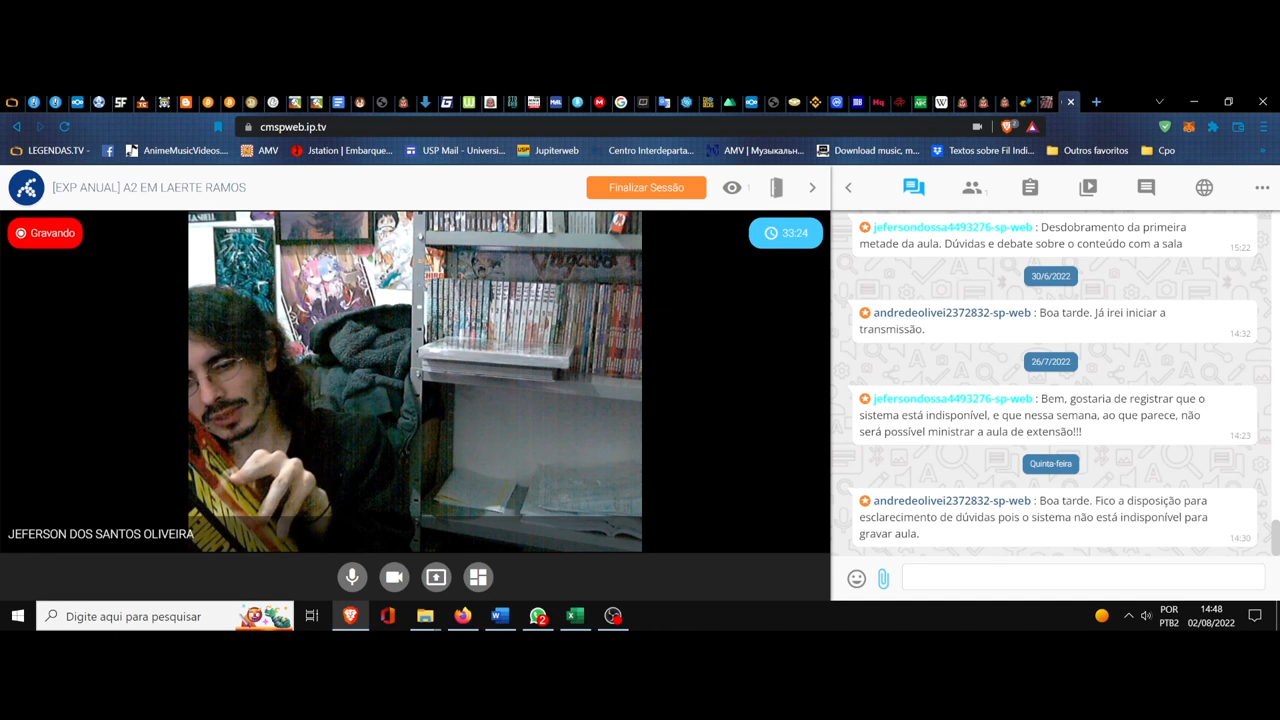 cmspweb.ip.tv
LEGENDAS.TV -
AnimeMusicVideos...
AMV
Jstation | Embarque...
USP Mail - Universi...
Jupiterweb
Centro Interdeparta...
AMV | Музыкальн...
Download music, m...
Textos sobre Fil Indi...
Outros favoritos
Cpo
[EXP ANUAL] A2 EM LAERTE RAMOS
Finalizar Sessão
1
1
Gravando
33:24
JEFERSON DOS SANTOS OLIVEIRA
jefersondossa4493276-sp-web : Desdobramento da primeira
metade da aula. Dúvidas e debate sobre o conteúdo com a sala
15:22
30/6/2022
andredeolivei2372832-sp-web : Boa tarde. Já irei iniciar a
transmissão.
14:32
26/7/2022
jefersondossa4493276-sp-web : Bem, gostaria de registrar que o
sistema está indisponível, e que nessa semana, ao que parece, não
será possível ministrar a aula de extensão!!!
14:23
Quinta-feira
andredeolivei2372832-sp-web : Boa tarde. Fico a disposição para
esclarecimento de dúvidas pois o sistema não está indisponível para
gravar aula.
14:30
Digite aqui para pesquisar
2
POR
PTB2
14:48
02/08/2022